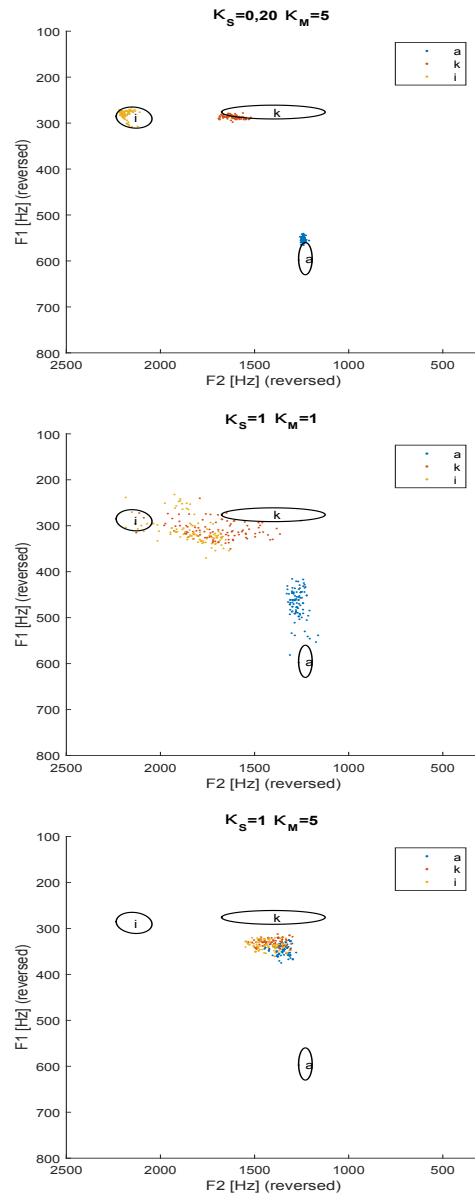 K_S=0,20 K_M=5
100
200
300
400
500
600
700
800
F1 [Hz] (reversed)
i
k
a
a
k
i
2500
2000
1500
1000
500
F2 [Hz] (reversed)
K_S=1 K_M=1
100
200
300
400
500
600
700
800
F1 [Hz] (reversed)
i
k
a
a
k
i
2500
2000
1500
1000
500
F2 [Hz] (reversed)
K_S=1 K_M=5
100
200
300
400
500
600
700
800
F1 [Hz] (reversed)
i
k
a
a
k
i
2500
2000
1500
1000
500
F2 [Hz] (reversed)